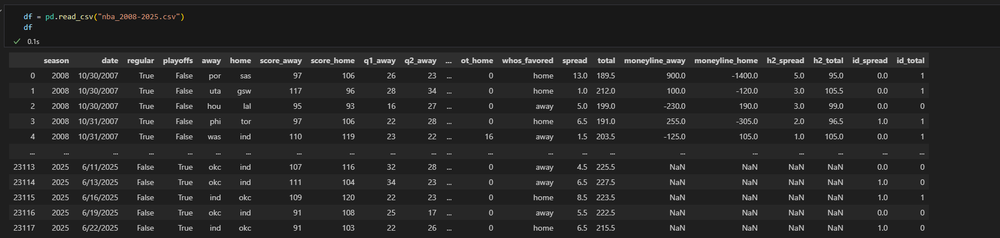 df = pd.read_csv("nba_2008-2025.csv")
df
0.1s
season date regular playoffs away home score_away score_home q1_away q2_away ... ot_home whos_favored spread total moneyline_away moneyline_home h2_spread h2_total id_spread id_total
0 2008 10/30/2007 True False por sas 97 106 26 23 ... 0 home 13.0 189.5 900.0 -1400.0 5.0 95.0 0.0 1
1 2008 10/30/2007 True False uta gsw 117 96 28 34 ... 0 home 1.0 212.0 100.0 -120.0 3.0 105.5 0.0 1
2 2008 10/30/2007 True False hou lal 95 93 16 27 ... 0 away 5.0 199.0 -230.0 190.0 3.0 99.0 0.0 0
3 2008 10/31/2007 True False phi tor 97 106 22 28 ... 0 home 6.5 191.0 255.0 -305.0 2.0 96.5 1.0 1
4 2008 10/31/2007 True False was ind 110 119 23 22 ... 16 away 1.5 203.5 -125.0 105.0 1.0 105.0 0.0 1
... ... ... ... ... ... ... ... ... ... ... ... ... ... ... ... ... ... ... ... ... ...
23113 2025 6/11/2025 False True okc ind 107 116 32 28 ... 0 away 4.5 225.5 NaN NaN NaN NaN 0.0 0
23114 2025 6/13/2025 False True okc ind 111 104 34 23 ... 0 away 6.5 227.5 NaN NaN NaN NaN 1.0 0
23115 2025 6/16/2025 False True ind okc 109 120 22 23 ... 0 home 8.5 223.5 NaN NaN NaN NaN 1.0 1
23116 2025 6/19/2025 False True okc ind 91 108 25 17 ... 0 away 5.5 222.5 NaN NaN NaN NaN 0.0 0
23117 2025 6/22/2025 False True ind okc 91 103 22 26 ... 0 home 6.5 215.5 NaN NaN NaN NaN 1.0 0